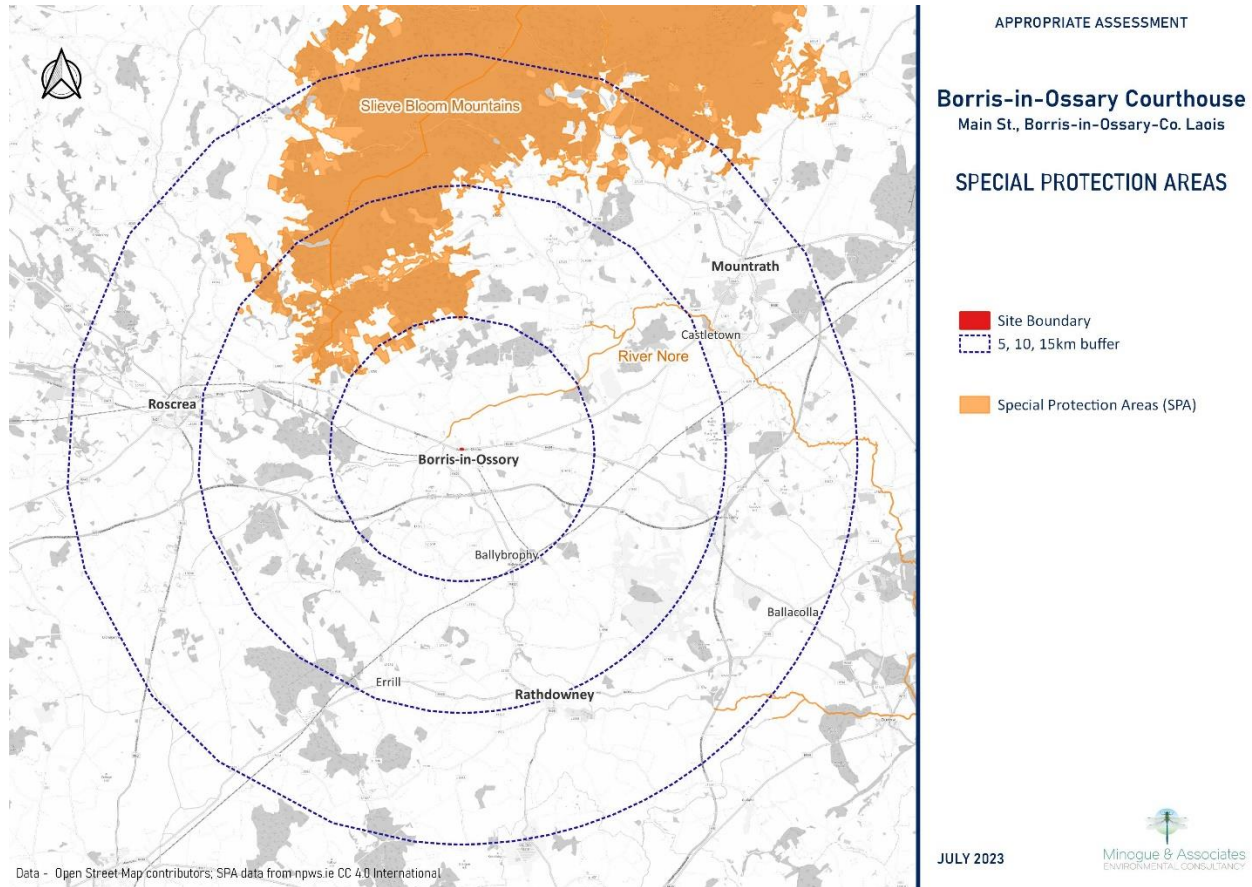 APPROPRIATE ASSESSMENT
Borris-in-Ossary Courthouse
Main St., Borris-in-Ossary-Co. Laois
SPECIAL PROTECTION AREAS
Site Boundary
5, 10, 15km buffer
Special Protection Areas (SPA)
Slieve Bloom Mountains
Mountrath
Castletown
River Nore
Roscrea
Borris-in-Ossory
Ballybrophy
Ballacolla
Errill
Rathdowney
Data - Open Street Map contributors; SPA data from npws.ie CC 4.0 International
JULY 2023
Minogue & Associates
ENVIRONMENTAL CONSULTANCY